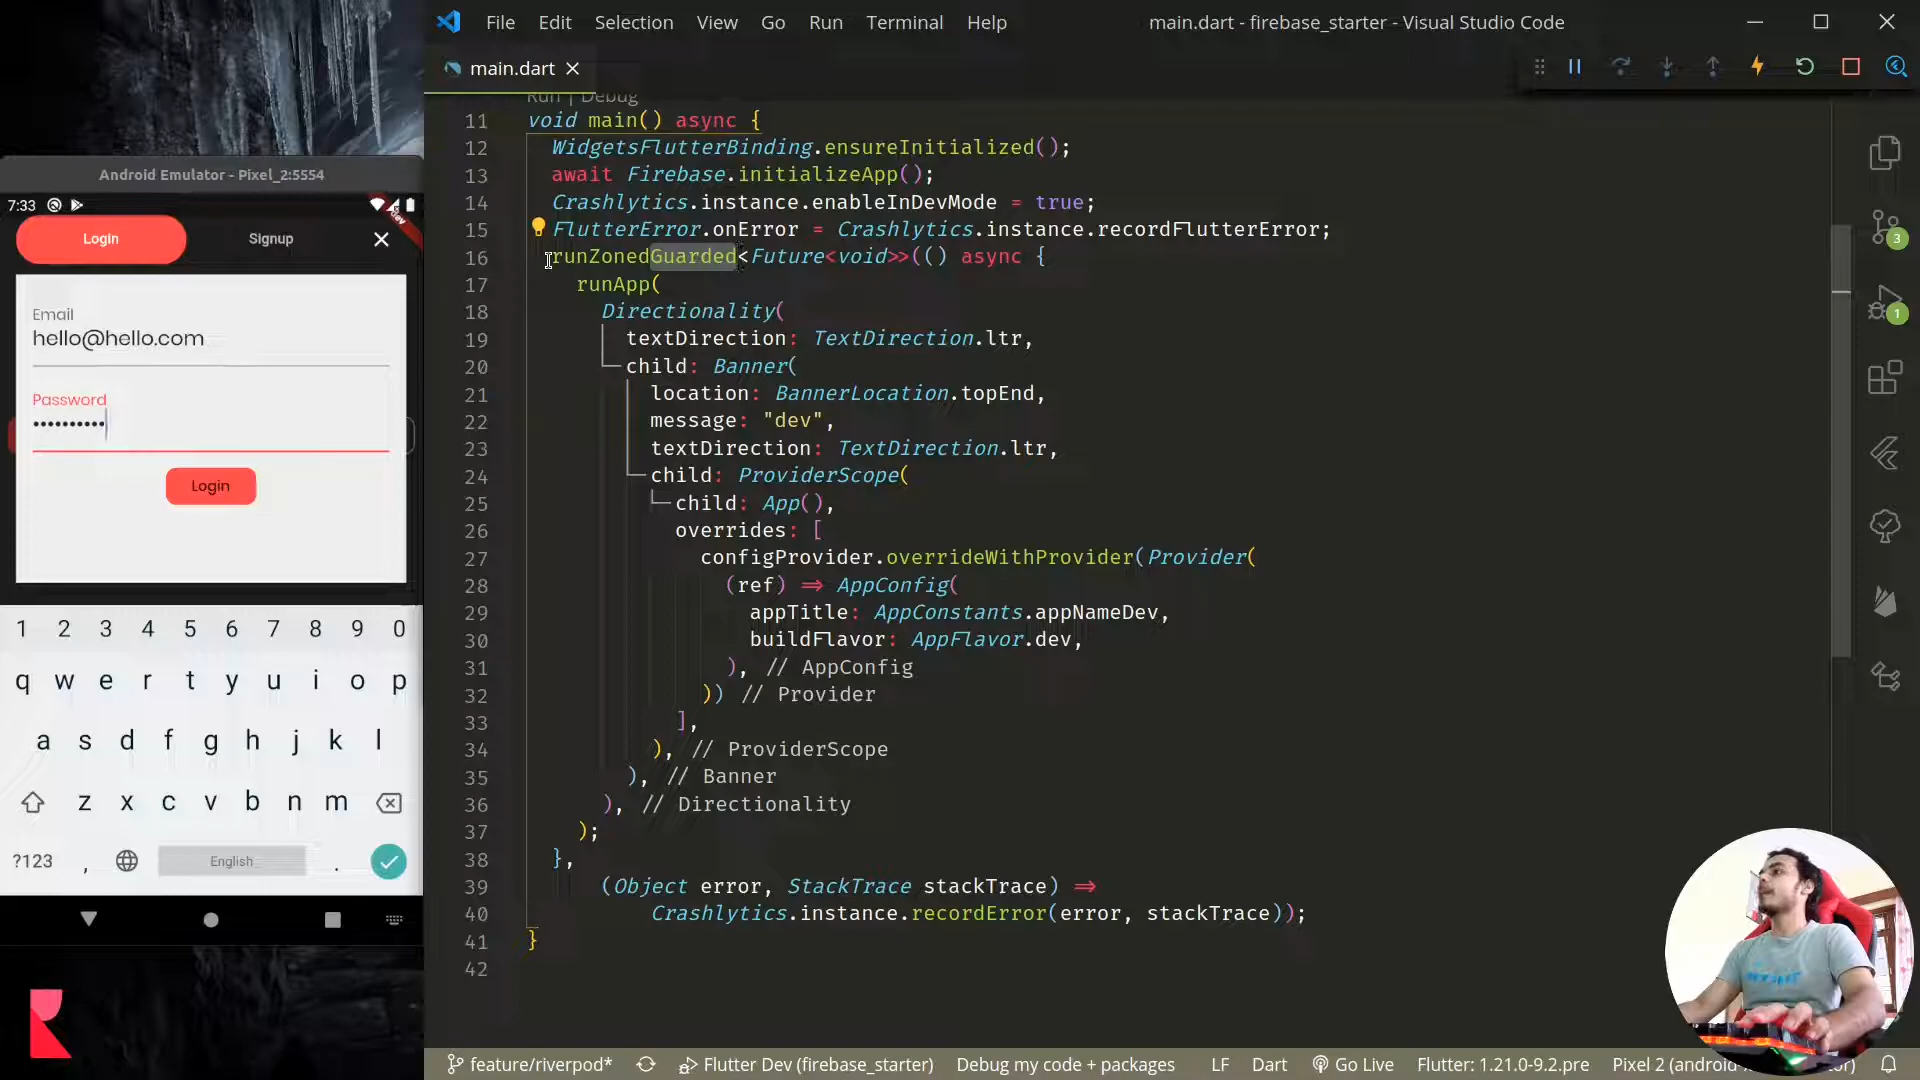 File Edit Selection View Go Run Terminal Help
main.dart - firebase_starter - Visual Studio Code
main.dart
Run | Debug
11 void main() async {
12 WidgetsFlutterBinding.ensureInitialized();
13 await Firebase.initializeApp();
14 Crashlytics.instance.enableInDevMode = true;
15 FlutterError.onError = Crashlytics.instance.recordFlutterError;
16 runZonedGuarded<Future<void>>(() async {
17 runApp(
18 Directionality(
19 textDirection: TextDirection.ltr,
20 child: Banner(
21 location: BannerLocation.topEnd,
22 message: "dev",
23 textDirection: TextDirection.ltr,
24 child: ProviderScope(
25 child: App(),
26 overrides: [
27 configProvider.overrideWithProvider(Provider(
28 (ref) => AppConfig(
29 appTitle: AppConstants.appNameDev,
30 buildFlavor: AppFlavor.dev,
31 ), // AppConfig
32 )) // Provider
33 ],
34 ), // ProviderScope
35 ), // Banner
36 ), // Directionality
37 );
38 },
39 (Object error, StackTrace stackTrace) =>
40 Crashlytics.instance.recordError(error, stackTrace));
41 }
42
3
1
Android Emulator - Pixel_2:5554
7:33
dev
Login Signup
Email
hello@hello.com
Password
••••••••••
Login
1 2 3 4 5 6 7 8 9 0
q w e r t y u i o p
a s d f g h j k l
z x c v b n m
?123 , English .
feature/riverpod* Flutter Dev (firebase_starter) Debug my code + packages LF Dart Go Live Flutter: 1.21.0-9.2.pre Pixel 2 (android-